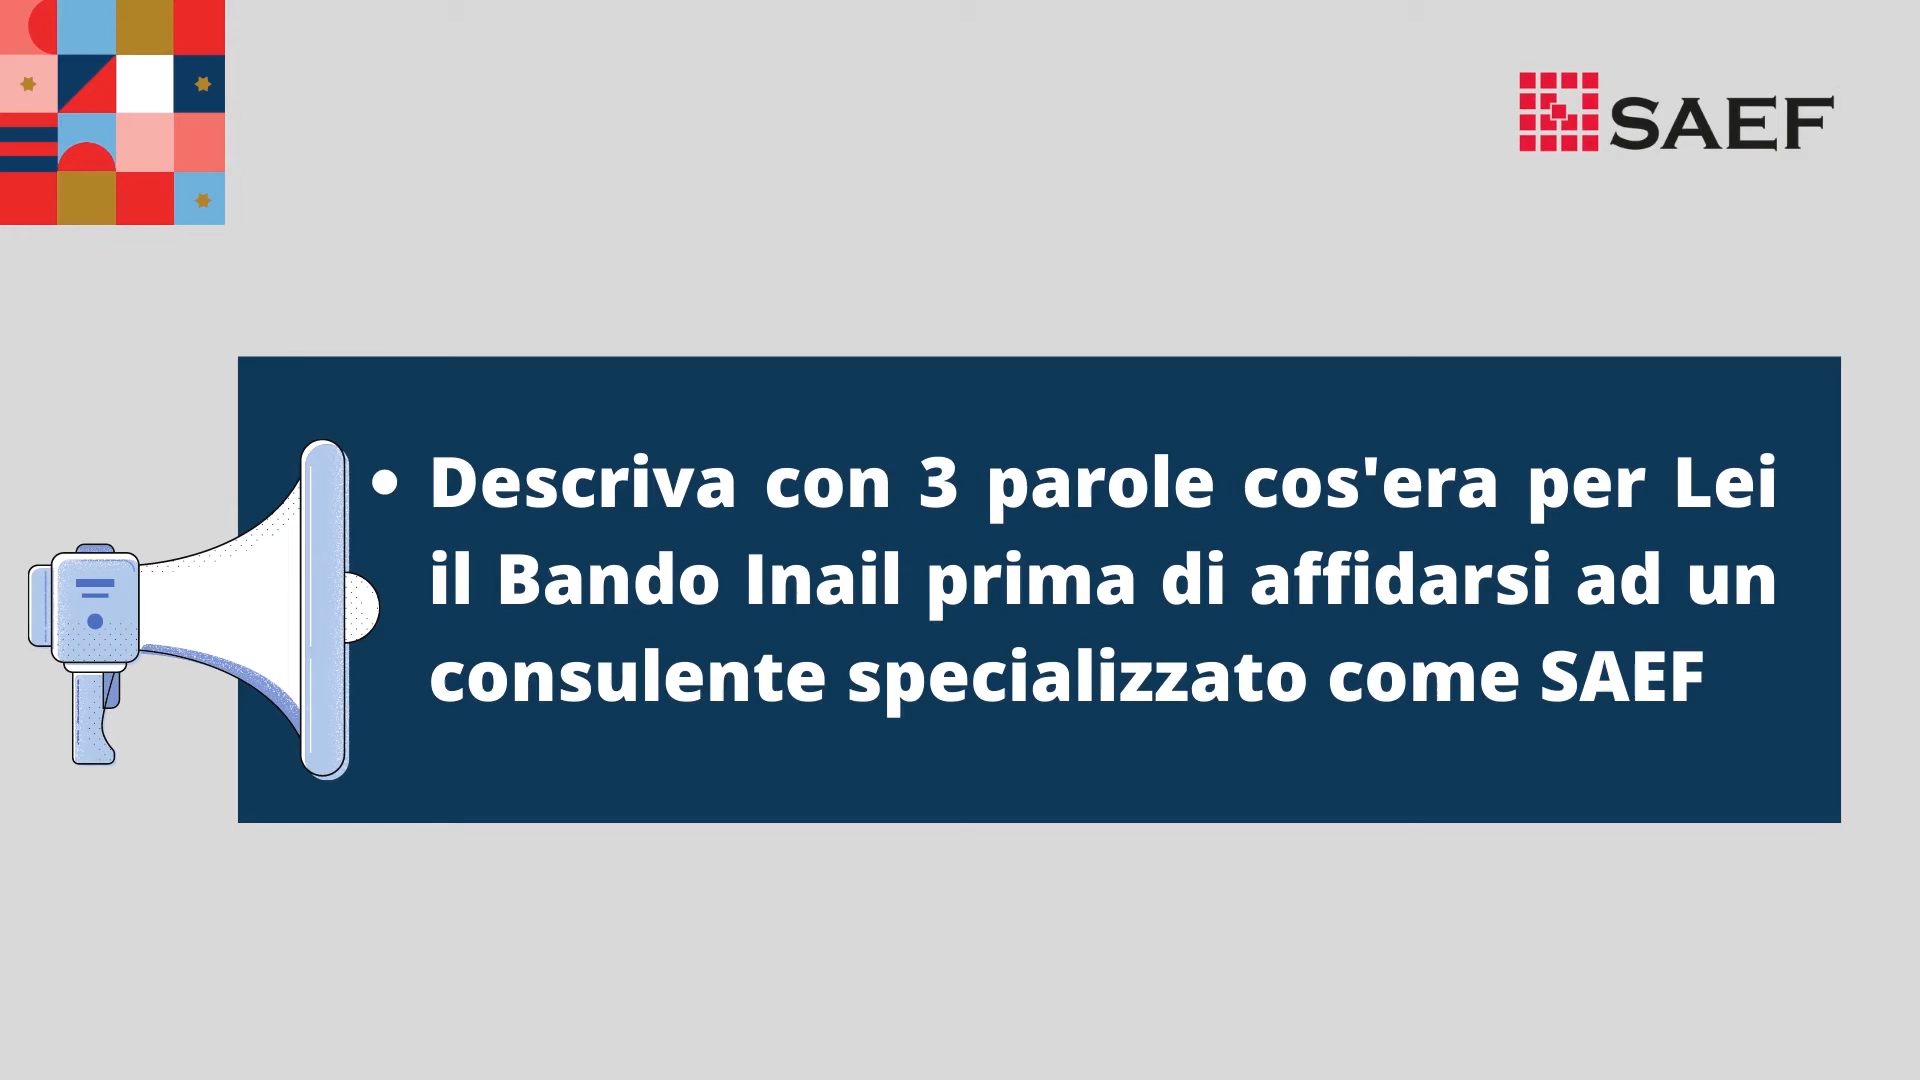 SAEF
• Descriva con 3 parole cos'era per Lei
il Bando Inail prima di affidarsi ad un
consulente specializzato come SAEF